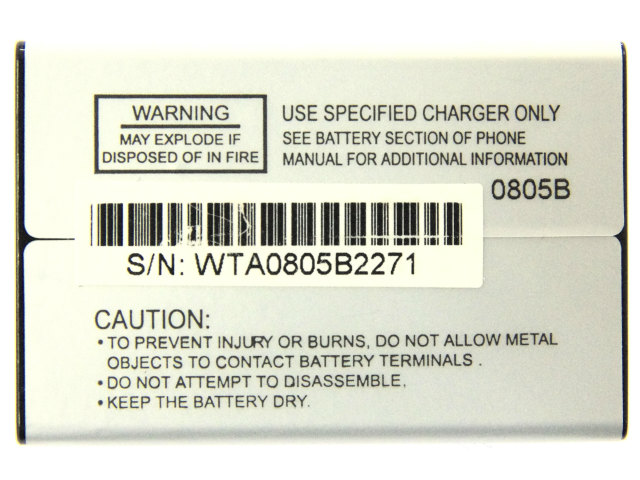 WARNING
MAY EXPLODE IF
DISPOSED OF IN FIRE
USE SPECIFIED CHARGER ONLY
SEE BATTERY SECTION OF PHONE
MANUAL FOR ADDITIONAL INFORMATION
0805B
S/N: WTA0805B2271
CAUTION:
• TO PREVENT INJURY OR BURNS, DO NOT ALLOW METAL
OBJECTS TO CONTACT BATTERY TERMINALS .
• DO NOT ATTEMPT TO DISASSEMBLE.
• KEEP THE BATTERY DRY.